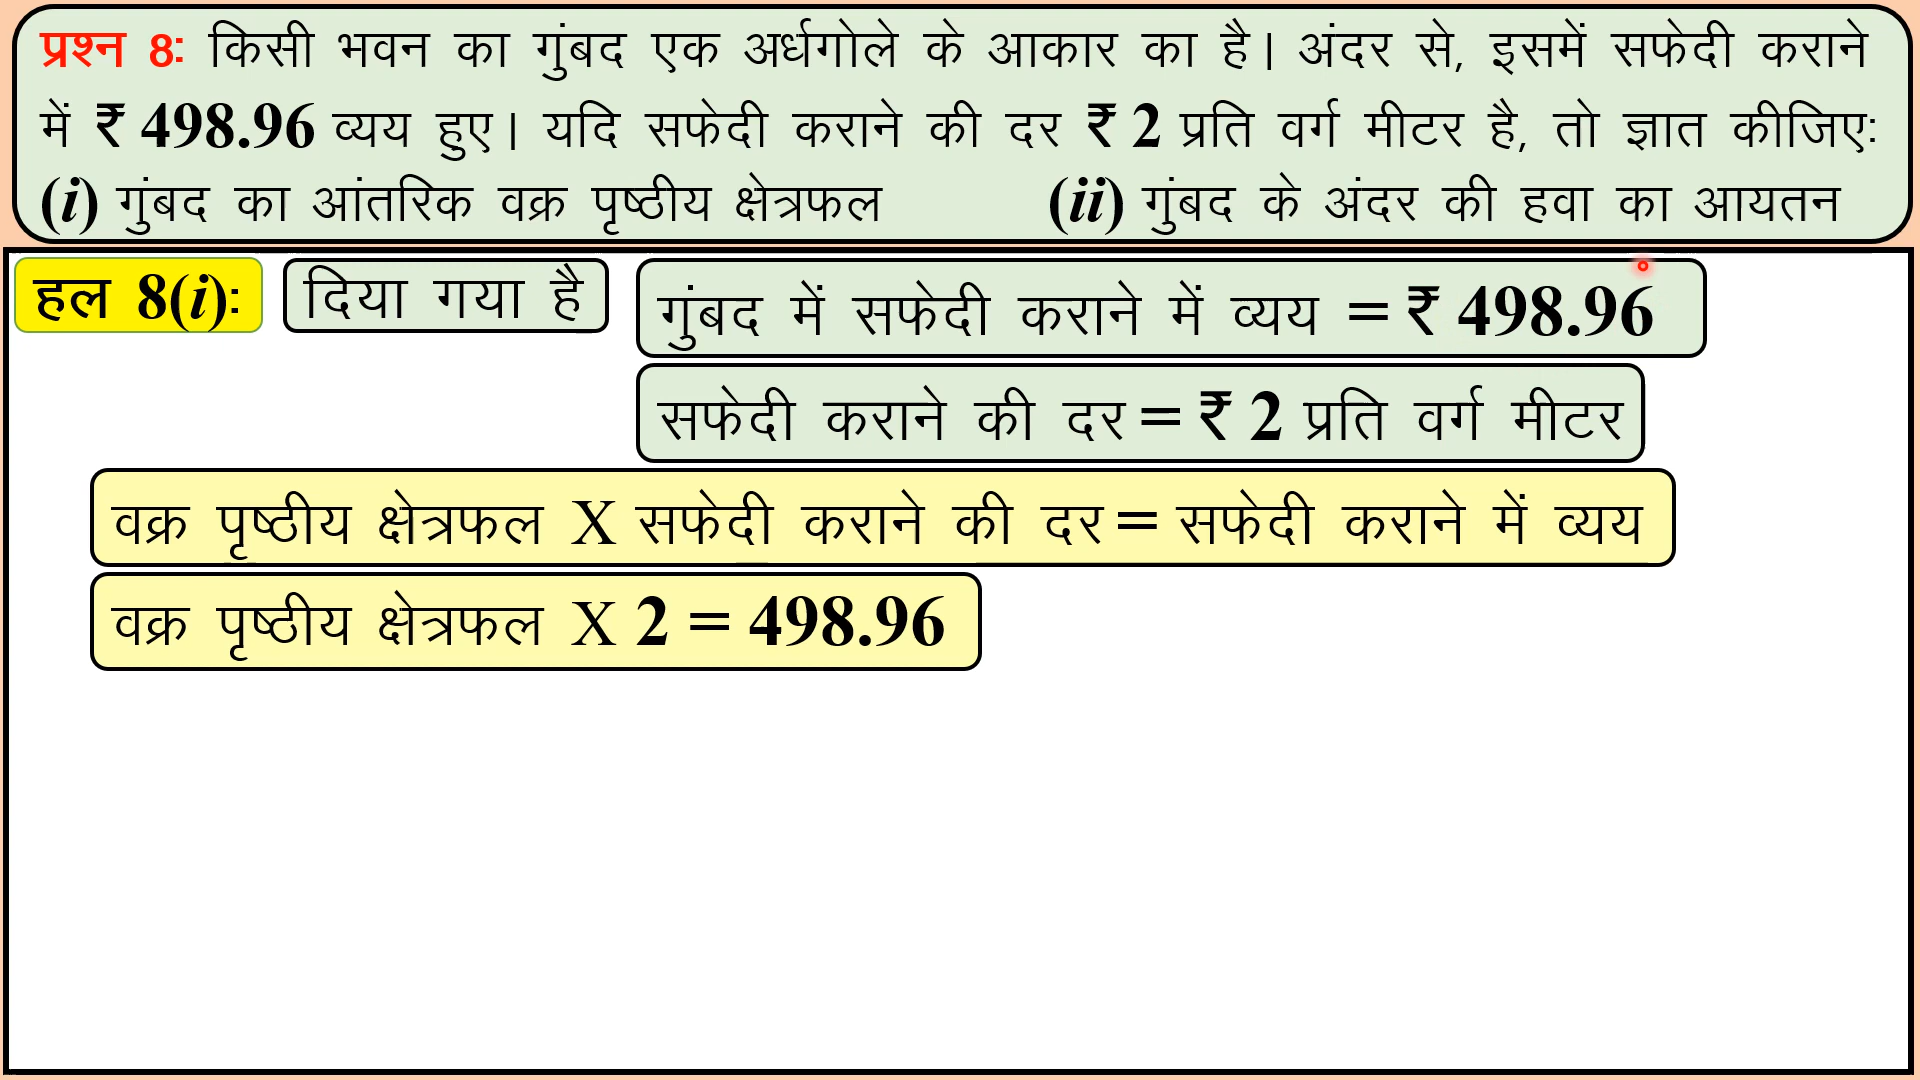 प्रश्न 8: किसी भवन का गुंबद एक अर्धगोले के आकार का है। अंदर से, इसमें सफेदी कराने
में ₹ 498.96 व्यय हुए। यदि सफेदी कराने की दर ₹ 2 प्रति वर्ग मीटर है, तो ज्ञात कीजिए:
(i) गुंबद का आंतरिक वक्र पृष्ठीय क्षेत्रफल (ii) गुंबद के अंदर की हवा का आयतन
हल 8(i): दिया गया है गुंबद में सफेदी कराने में व्यय = ₹ 498.96
सफेदी कराने की दर = ₹ 2 प्रति वर्ग मीटर
वक्र पृष्ठीय क्षेत्रफल X सफेदी कराने की दर = सफेदी कराने में व्यय
वक्र पृष्ठीय क्षेत्रफल X 2 = 498.96